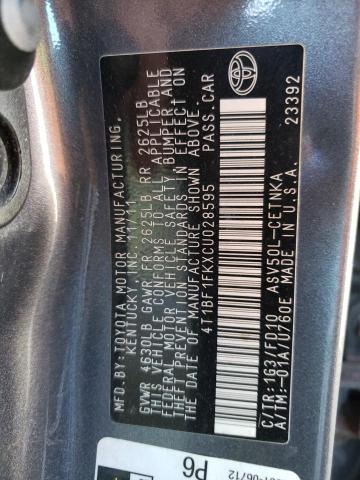 MFD. BY: TOYOTA MOTOR MANUFACTURING,
KENTUCKY, INC. 11/11
GVWR 4630LB GAWR FR 2625LB RR 2625LB
THIS VEHICLE CONFORMS TO ALL APPLICABLE
FEDERAL MOTOR VEHICLE SAFETY, BUMPER AND
THEFT PREVENTION STANDARDS IN EFFECT ON
THE DATE OF MANUFACTURE SHOWN ABOVE.
4T1BF1FKXCU028595 PASS.CAR
C/TR:1G3/FD10 ASV50L-CETNKA
A/TM:-01A/U760E MADE IN U.S.A. 23392
P6